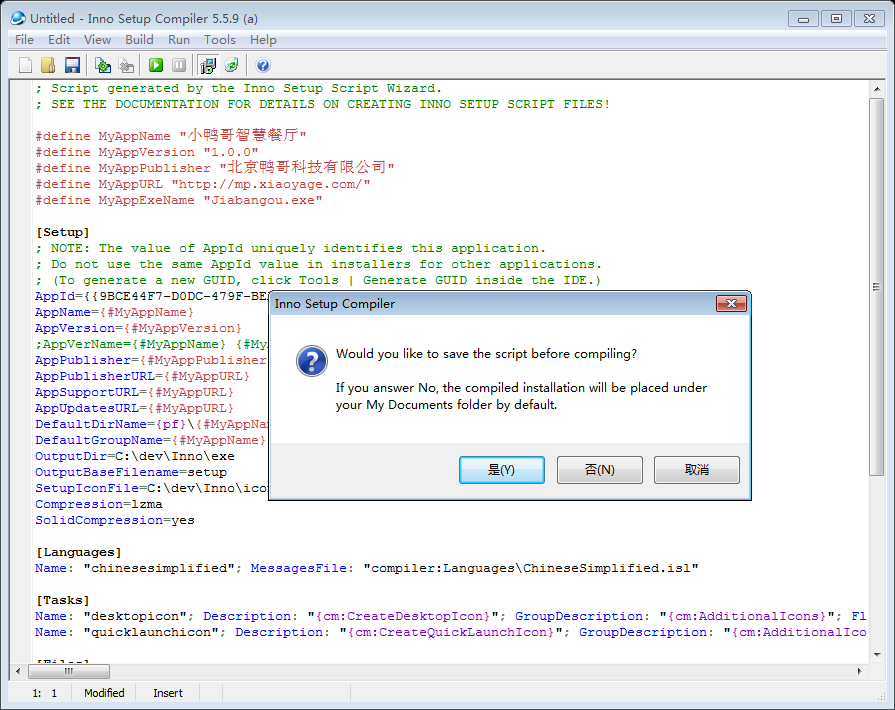 Untitled - Inno Setup Compiler 5.5.9 (a)
File Edit View Build Run Tools Help
; Script generated by the Inno Setup Script Wizard.
; SEE THE DOCUMENTATION FOR DETAILS ON CREATING INNO SETUP SCRIPT FILES!
#define MyAppName "小鸭哥智慧餐厅"
#define MyAppVersion "1.0.0"
#define MyAppPublisher "北京鸭哥科技有限公司"
#define MyAppURL "http://mp.xiaoyage.com/"
#define MyAppExeName "Jiabangou.exe"
[Setup]
; NOTE: The value of AppId uniquely identifies this application.
; Do not use the same AppId value in installers for other applications.
; (To generate a new GUID, click Tools | Generate GUID inside the IDE.)
AppId={{9BCE44F7-D0DC-479F-BE
AppName={#MyAppName}
AppVersion={#MyAppVersion}
;AppVerName={#MyAppName} {#My
AppPublisher={#MyAppPublisher
AppPublisherURL={#MyAppURL}
AppSupportURL={#MyAppURL}
AppUpdatesURL={#MyAppURL}
DefaultDirName={pf}\{#MyAppNa
DefaultGroupName={#MyAppName}
OutputDir=C:\dev\Inno\exe
OutputBaseFilename=setup
SetupIconFile=C:\dev\Inno\ico
Compression=lzma
SolidCompression=yes
Inno Setup Compiler
Would you like to save the script before compiling?
If you answer No, the compiled installation will be placed under
your My Documents folder by default.
是(Y) 否(N) 取消
[Languages]
Name: "chinesesimplified"; MessagesFile: "compiler:Languages\ChineseSimplified.isl"
[Tasks]
Name: "desktopicon"; Description: "{cm:CreateDesktopIcon}"; GroupDescription: "{cm:AdditionalIcons}"; Fl
Name: "quicklaunchicon"; Description: "{cm:CreateQuickLaunchIcon}"; GroupDescription: "{cm:AdditionalIco
[Files]
1: 1 Modified Insert